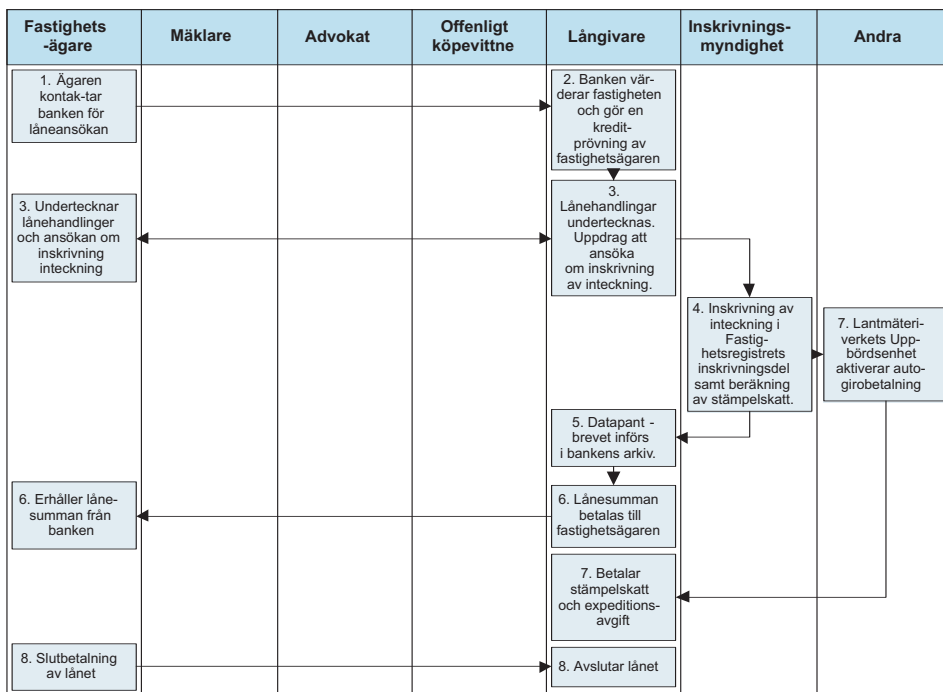 Fastighets
-ägare
Mäklare
Advokat
Offentligt
köpevittne
Långivare
Inskrivnings-
myndighet
Andra
1. Ägaren
kontak-tar
banken för
låneansökan
2. Banken vär-
derar fastigheten
och gör en
kredit-
prövning av
fastighetsägaren
3. Undertecknar
lånehandlinger
och ansökan om
inskrivning
inteckning
3.
Lånehandlingar
undertecknas.
Uppdrag att
ansöka
om inskrivning
av inteckning.
4. Inskrivning av
inteckning i
Fastig-
hetsregistrets
inskrivningsdel
samt beräkning
av stämpelskatt.
7. Lantmäteri-
verkets Upp-
bördsenhet
aktiverar auto-
girobetalning
5. Datapant -
brevet införs
i bankens arkiv.
6. Erhåller låne-
summan från
banken
6. Lånesumman
betalas till
fastighetsägaren
7. Betalar
stämpelskatt
och expeditions-
avgift
8. Slutbetalning
av lånet
8. Avslutar lånet